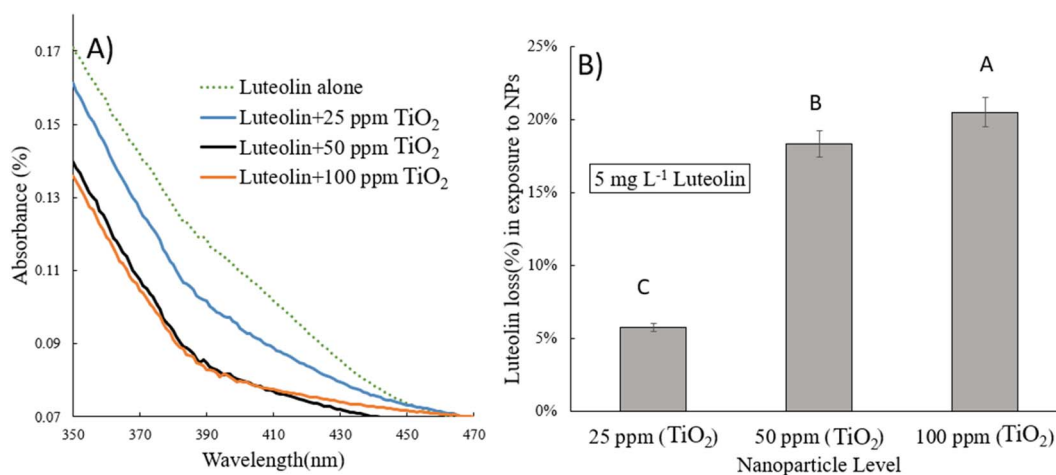 A)
Absorbance (%)
0.17
0.15
0.13
0.11
0.09
0.07
350 370 390 410 430 450 470
Wavelength(nm)
Luteolin alone
Luteolin+25 ppm TiO₂
Luteolin+50 ppm TiO₂
Luteolin+100 ppm TiO₂
B)
Luteolin loss(%) in exposure to NPs
25%
20%
15%
10%
5%
0%
5 mg L⁻¹ Luteolin
C
B
A
25 ppm (TiO₂) 50 ppm (TiO₂) 100 ppm (TiO₂)
Nanoparticle Level